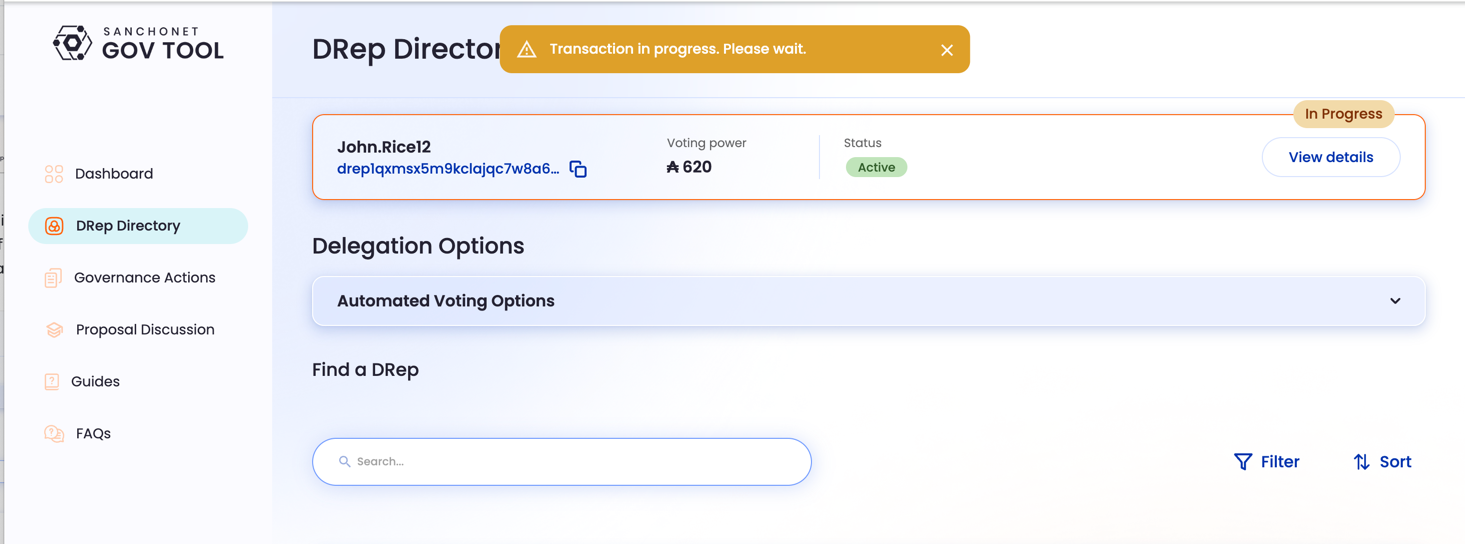 SANCHONET
GOV TOOL
Dashboard
DRep Directory
Governance Actions
Proposal Discussion
Guides
FAQs
DRep Director
Transaction in progress. Please wait.
In Progress
John.Rice12
drep1qxmsx5m9kclajqc7w8a6...
Voting power
₳ 620
Status
Active
View details
Delegation Options
Automated Voting Options
Find a DRep
Search...
Filter
Sort